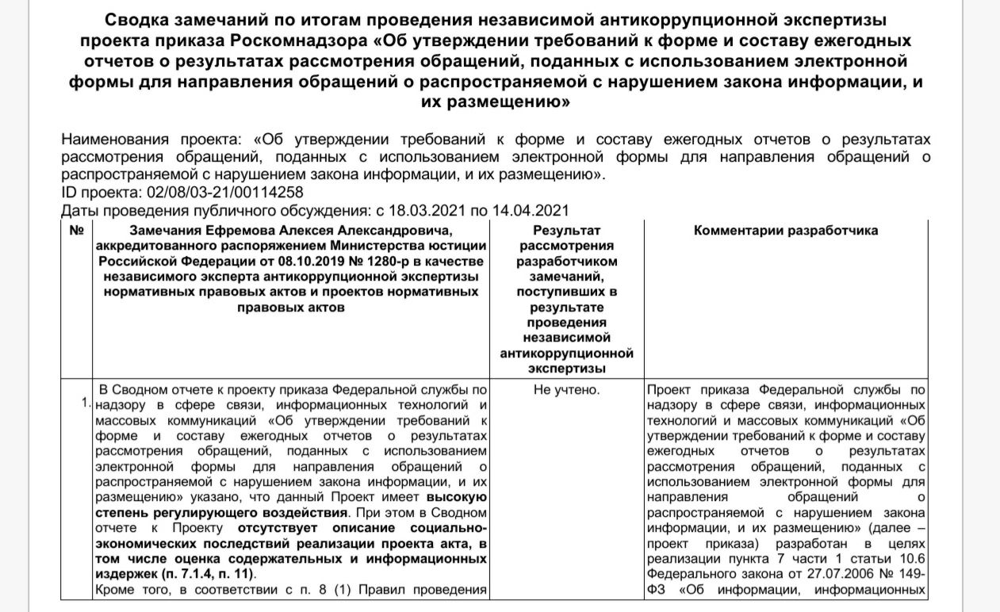 Сводка замечаний по итогам проведения независимой антикоррупционной экспертизы
проекта приказа Роскомнадзора «Об утверждении требований к форме и составу ежегодных
отчетов о результатах рассмотрения обращений, поданных с использованием электронной
формы для направления обращений о распространяемой с нарушением закона информации, и
их размещению»
Наименования проекта: «Об утверждении требований к форме и составу ежегодных отчетов о результатах
рассмотрения обращений, поданных с использованием электронной формы для направления обращений о
распространяемой с нарушением закона информации, и их размещению».
ID проекта: 02/08/03-21/00114258
Даты проведения публичного обсуждения: с 18.03.2021 по 14.04.2021
№
Замечания Ефремова Алексея Александровича,
аккредитованного распоряжением Министерства юстиции
Российской Федерации от 08.10.2019 № 1280-р в качестве
независимого эксперта антикоррупционной экспертизы
нормативных правовых актов и проектов нормативных
правовых актов
Результат
рассмотрения
разработчиком
замечаний,
поступивших в
результате
проведения
независимой
антикоррупционной
экспертизы
Комментарии разработчика
1.
В Сводном отчете к проекту приказа Федеральной службы по
надзору в сфере связи, информационных технологий и
массовых коммуникаций «Об утверждении требований к
форме и составу ежегодных отчетов о результатах
рассмотрения обращений, поданных с использованием
электронной формы для направления обращений о
распространяемой с нарушением закона информации, и их
размещению» указано, что данный Проект имеет высокую
степень регулирующего воздействия. При этом в Сводном
отчете к Проекту отсутствует описание социально-
экономических последствий реализации проекта акта, в
том числе оценка содержательных и информационных
издержек (п. 7.1.4, п. 11).
Кроме того, в соответствии с п. 8 (1) Правил проведения
Не учтено.
Проект приказа Федеральной службы по
надзору в сфере связи, информационных
технологий и массовых коммуникаций «Об
утверждении требований к форме и составу
ежегодных отчетов о результатах
рассмотрения обращений, поданных с
использованием электронной формы для
направления обращений о
распространяемой с нарушением закона
информации, и их размещению» (далее –
проект приказа) разработан в целях
реализации пункта 7 части 1 статьи 10.6
Федерального закона от 27.07.2006 № 149-
ФЗ «Об информации, информационных